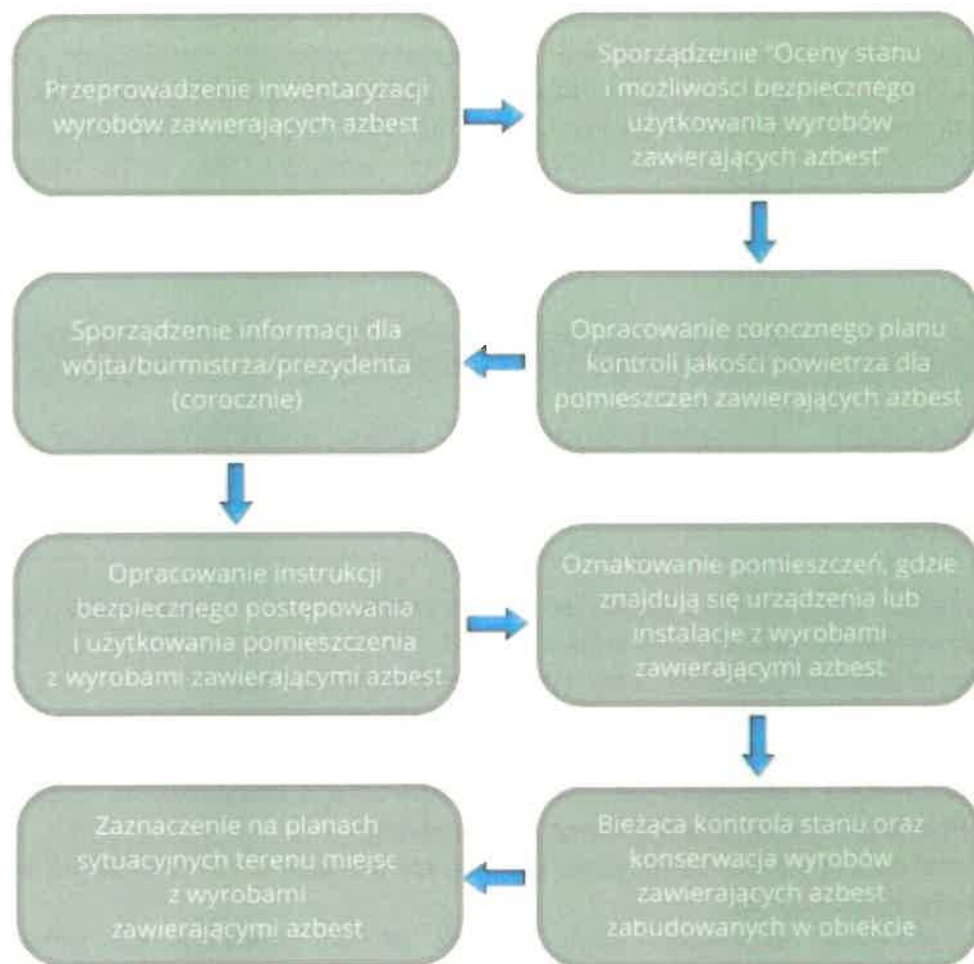 Przeprowadzenie inwentaryzacji
wyrobów zawierających azbest
Sporządzenie "Oceny stanu
i możliwości bezpiecznego
użytkowania wyrobów
zawierających azbest"
Opracowanie corocznego planu
kontroli jakości powietrza dla
pomieszczeń zawierających azbest
Sporządzenie informacji dla
wójta/burmistrza/prezydenta
(corocznie)
Opracowanie instrukcji
bezpiecznego postępowania
i użytkowania pomieszczenia
z wyrobami zawierającymi azbest
Oznakowanie pomieszczeń, gdzie
znajdują się urządzenia lub
instalacje z wyrobami
zawierającymi azbest
Bieżąca kontrola stanu oraz
konserwacja wyrobów
zawierających azbest
zabudowanych w obiekcie
Zaznaczenie na planach
sytuacyjnych terenu miejsc
z wyrobami
zawierającymi azbest